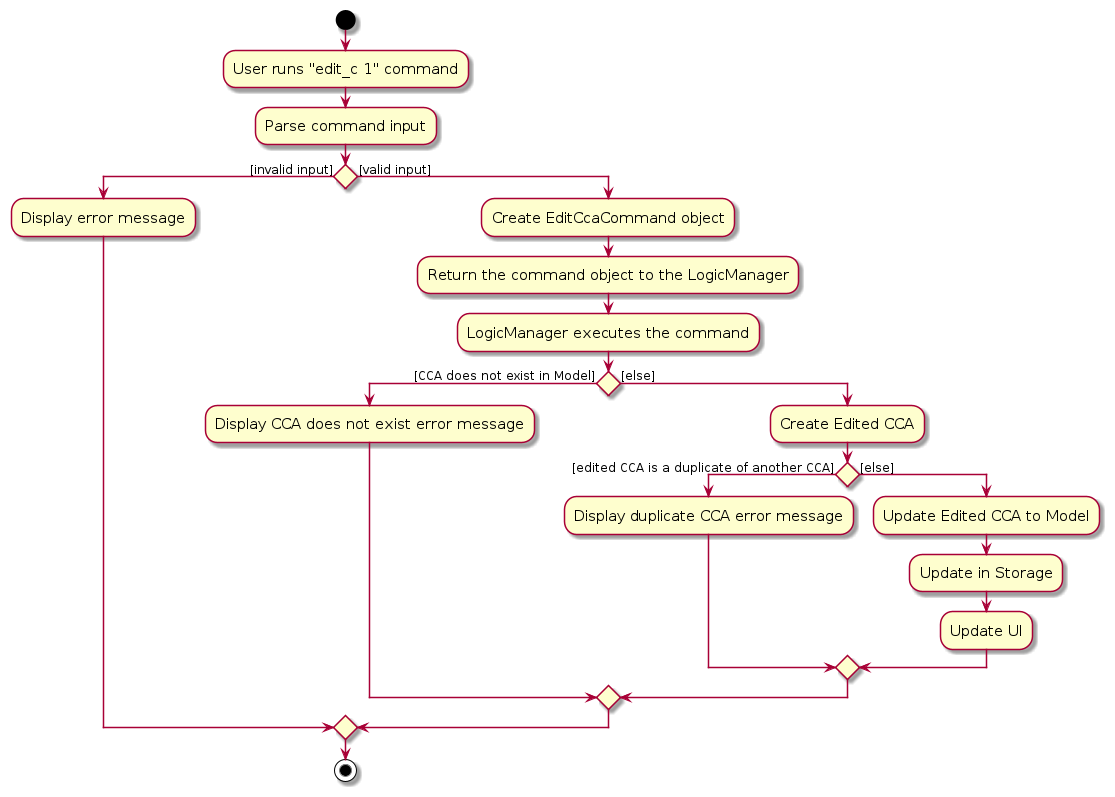 User runs "edit_c 1" command
Parse command input
[invalid input]
[valid input]
Display error message
Create EditCcaCommand object
Return the command object to the LogicManager
LogicManager executes the command
[CCA does not exist in Model]
[else]
Display CCA does not exist error message
Create Edited CCA
[edited CCA is a duplicate of another CCA]
[else]
Display duplicate CCA error message
Update Edited CCA to Model
Update in Storage
Update UI